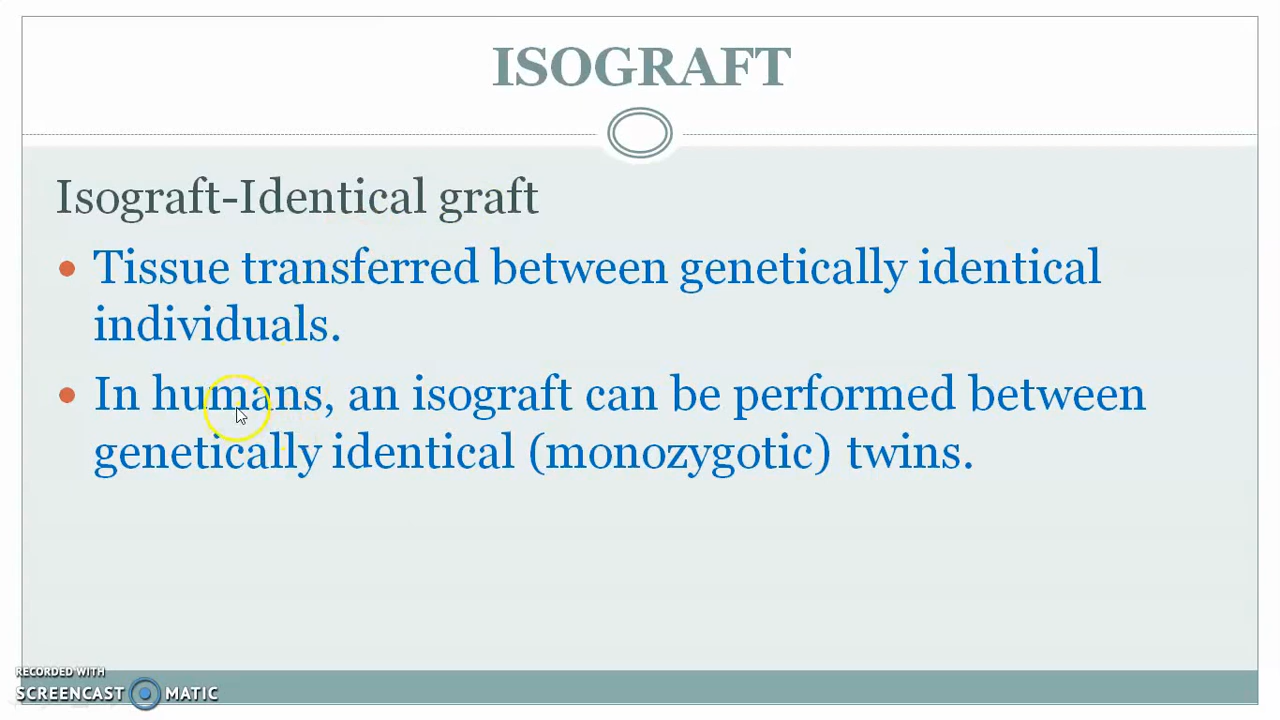 ISOGRAFT
Isograft-Identical graft
Tissue transferred between genetically identical
individuals.
In humans, an isograft can be performed between
genetically identical (monozygotic) twins.
RECORDED WITH
SCREENCAST MATIC